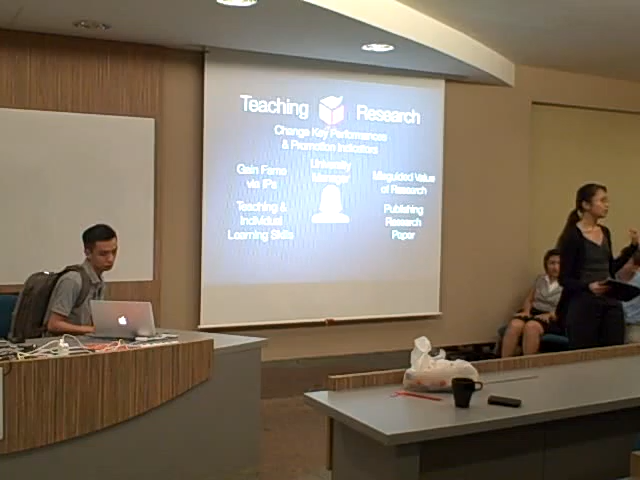 Teaching Research
Change Key Performances
& Promotion Indicators
University
Manager
Gain Fame
via IPs
Misguided Value
of Research
Teaching &
Individual
Learning Skills
Publishing
Research
Paper